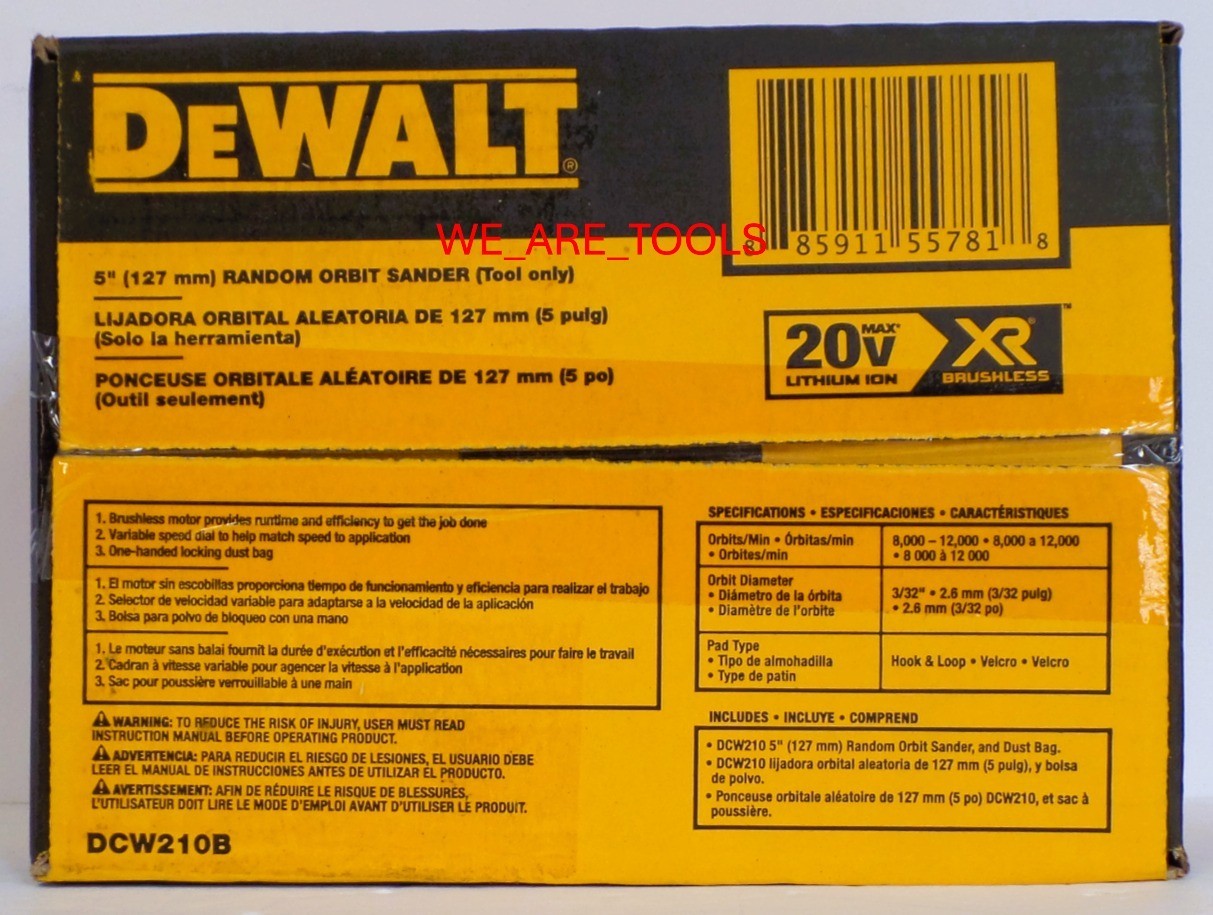 DEWALT®
8 85911 55781 8
WE_ARE_TOOLS
5" (127 mm) RANDOM ORBIT SANDER (Tool only)
LIJADORA ORBITAL ALEATORIA DE 127 mm (5 pulg)
(Solo la herramienta)
PONCEUSE ORBITALE ALÉATOIRE DE 127 mm (5 po)
(Outil seulement)
20V MAX*
LITHIUM ION
XR®
BRUSHLESS
™
1. Brushless motor provides runtime and efficiency to get the job done
2. Variable speed dial to help match speed to application
3. One-handed locking dust bag
1. El motor sin escobillas proporciona tiempo de funcionamiento y eficiencia para realizar el trabajo
2. Selector de velocidad variable para adaptarse a la velocidad de la aplicación
3. Bolsa para polvo de bloqueo con una mano
1. Le moteur sans balai fournit la durée d'exécution et l'efficacité nécessaires pour faire le travail
2. Cadran à vitesse variable pour agencer la vitesse à l'application
3. Sac pour poussière verrouillable à une main
⚠ WARNING: TO REDUCE THE RISK OF INJURY, USER MUST READ
INSTRUCTION MANUAL BEFORE OPERATING PRODUCT.
⚠ ADVERTENCIA: PARA REDUCIR EL RIESGO DE LESIONES, EL USUARIO DEBE
LEER EL MANUAL DE INSTRUCCIONES ANTES DE UTILIZAR EL PRODUCTO.
⚠ AVERTISSEMENT: AFIN DE RÉDUIRE LE RISQUE DE BLESSURES,
L'UTILISATEUR DOIT LIRE LE MODE D'EMPLOI AVANT D'UTILISER LE PRODUIT.
DCW210B
SPECIFICATIONS • ESPECIFICACIONES • CARACTÉRISTIQUES
Orbits/Min • Órbitas/min
• Orbites/min
8,000 – 12,000 • 8,000 a 12,000
• 8 000 à 12 000
Orbit Diameter
• Diámetro de la órbita
• Diamètre de l'orbite
3/32" • 2.6 mm (3/32 pulg)
• 2.6 mm (3/32 po)
Pad Type
• Tipo de almohadilla
• Type de patin
Hook & Loop • Velcro • Velcro
INCLUDES • INCLUYE • COMPREND
• DCW210 5" (127 mm) Random Orbit Sander, and Dust Bag.
• DCW210 lijadora orbital aleatoria de 127 mm (5 pulg), y bolsa
de polvo.
• Ponceuse orbitale aléatoire de 127 mm (5 po) DCW210, et sac à
poussière.